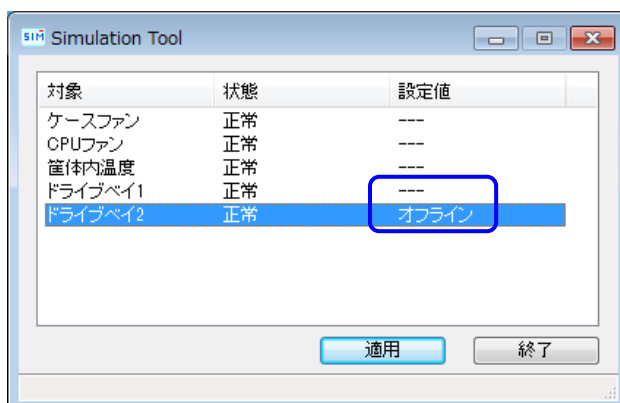 SIM Simulation Tool
対象 状態 設定値
ケースファン 正常 ---
CPUファン 正常 ---
筐体内温度 正常 ---
ドライブベイ1 正常 ---
ドライブベイ2 正常 オフライン
適用 終了